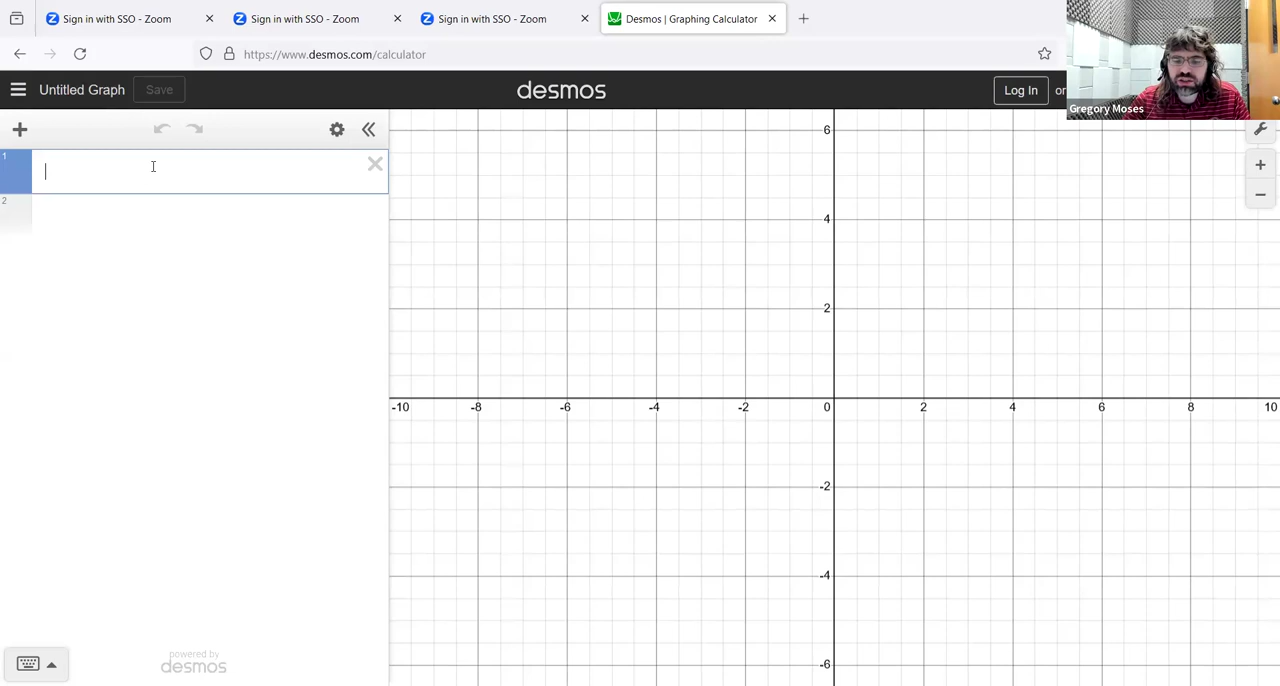 Sign in with SSO - Zoom
Sign in with SSO - Zoom
Sign in with SSO - Zoom
Desmos | Graphing Calculator
https://www.desmos.com/calculator
Untitled Graph
Save
desmos
Log In
or
Gregory Moses
1
2
6
4
2
-10
-8
-6
-4
-2
0
2
4
6
8
10
-2
-4
-6
powered by
desmos